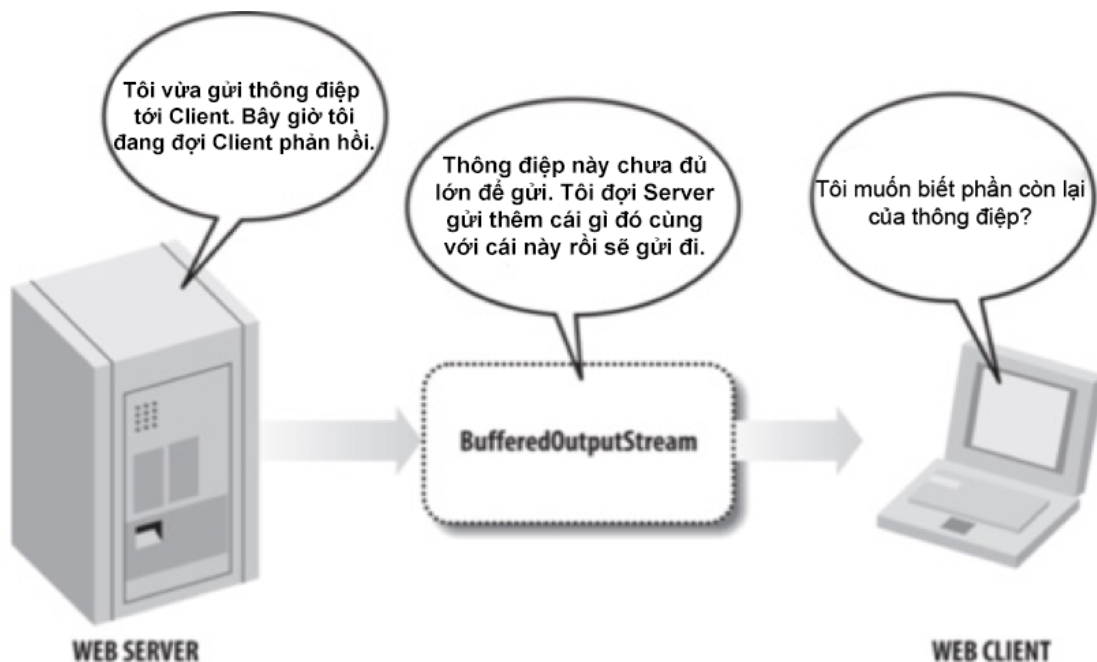 Tôi vừa gửi thông điệp
tới Client. Bây giờ tôi
đang đợi Client phản hồi.
Thông điệp này chưa đủ
lớn để gửi. Tôi đợi Server
gửi thêm cái gì đó cùng
với cái này rồi sẽ gửi đi.
Tôi muốn biết phần còn lại
của thông điệp?
BufferedOutputStream
WEB SERVER
WEB CLIENT